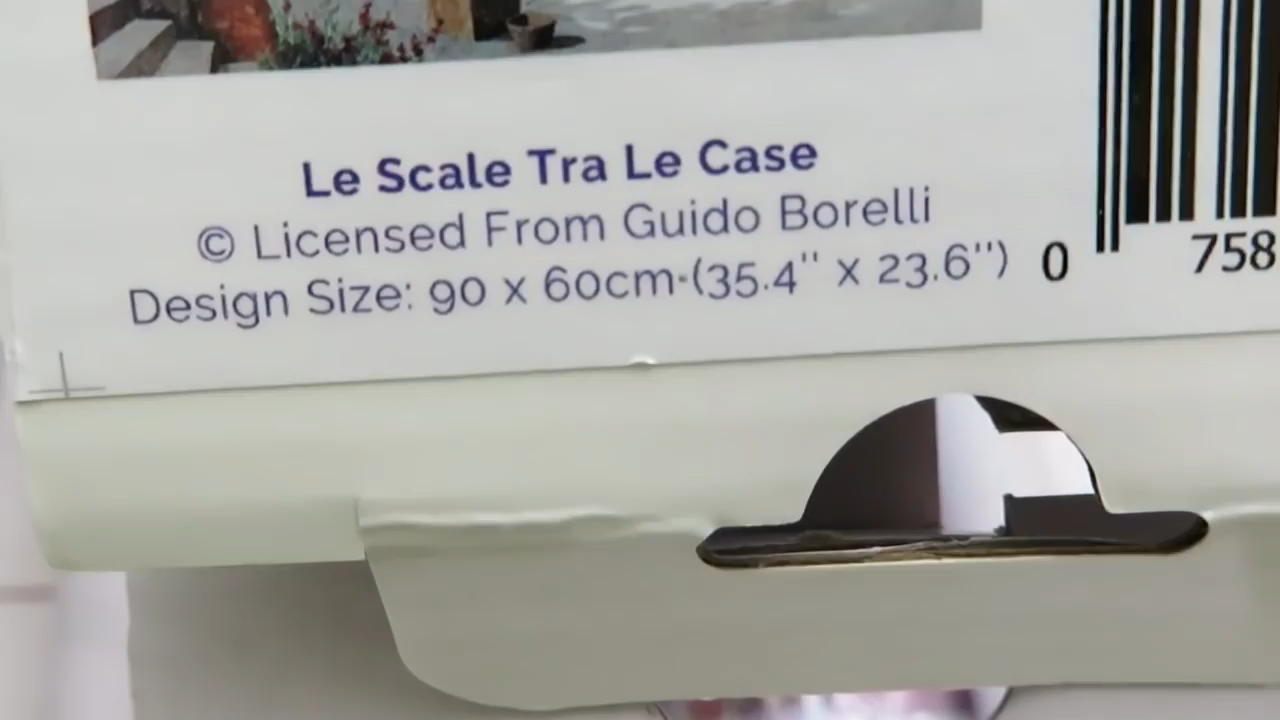 Le Scale Tra Le Case
© Licensed From Guido Borelli
Design Size: 90 x 60cm-(35.4" x 23.6")
0 758